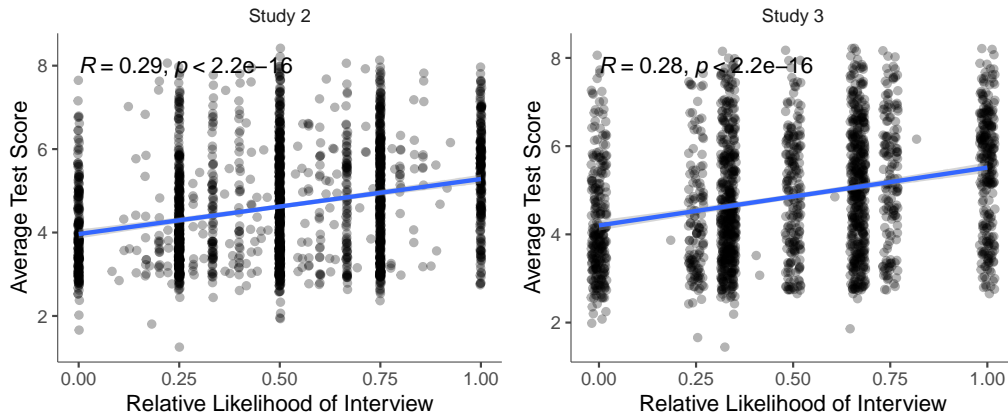 Study 2
R = 0.29, p < 2.2e−16
8
6
4
2
Average Test Score
0.00 0.25 0.50 0.75 1.00
Relative Likelihood of Interview
Study 3
R = 0.28, p < 2.2e−16
8
6
4
2
Average Test Score
0.00 0.25 0.50 0.75 1.00
Relative Likelihood of Interview